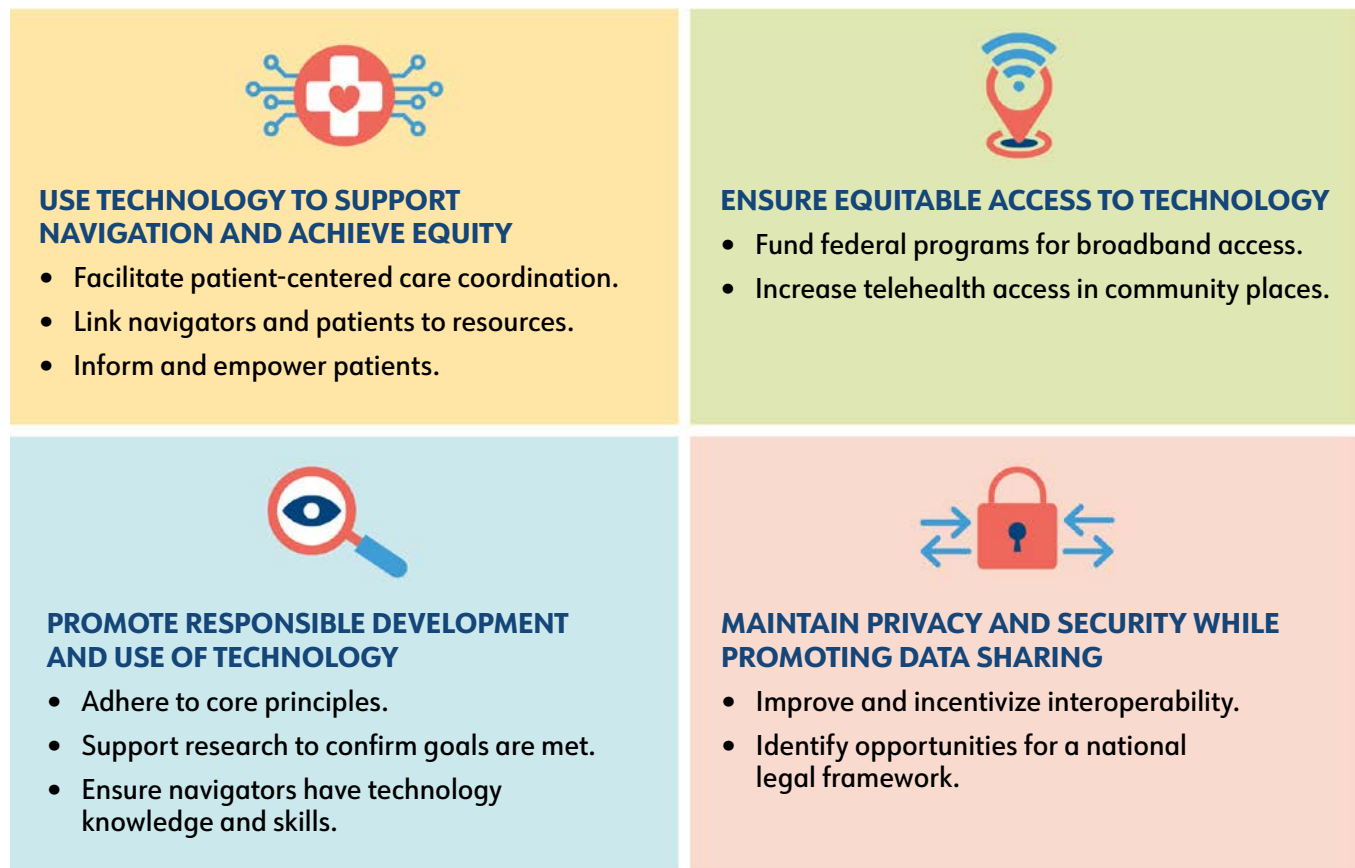 USE TECHNOLOGY TO SUPPORT
NAVIGATION AND ACHIEVE EQUITY
• Facilitate patient-centered care coordination.
• Link navigators and patients to resources.
• Inform and empower patients.
ENSURE EQUITABLE ACCESS TO TECHNOLOGY
• Fund federal programs for broadband access.
• Increase telehealth access in community places.
PROMOTE RESPONSIBLE DEVELOPMENT
AND USE OF TECHNOLOGY
• Adhere to core principles.
• Support research to confirm goals are met.
• Ensure navigators have technology
knowledge and skills.
MAINTAIN PRIVACY AND SECURITY WHILE
PROMOTING DATA SHARING
• Improve and incentivize interoperability.
• Identify opportunities for a national
legal framework.